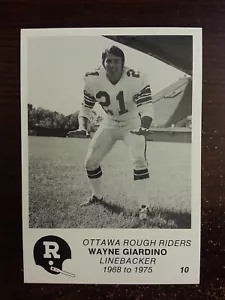 21
OTTAWA ROUGH RIDERS
WAYNE GIARDINO
LINEBACKER
1968 to 1975
10
R